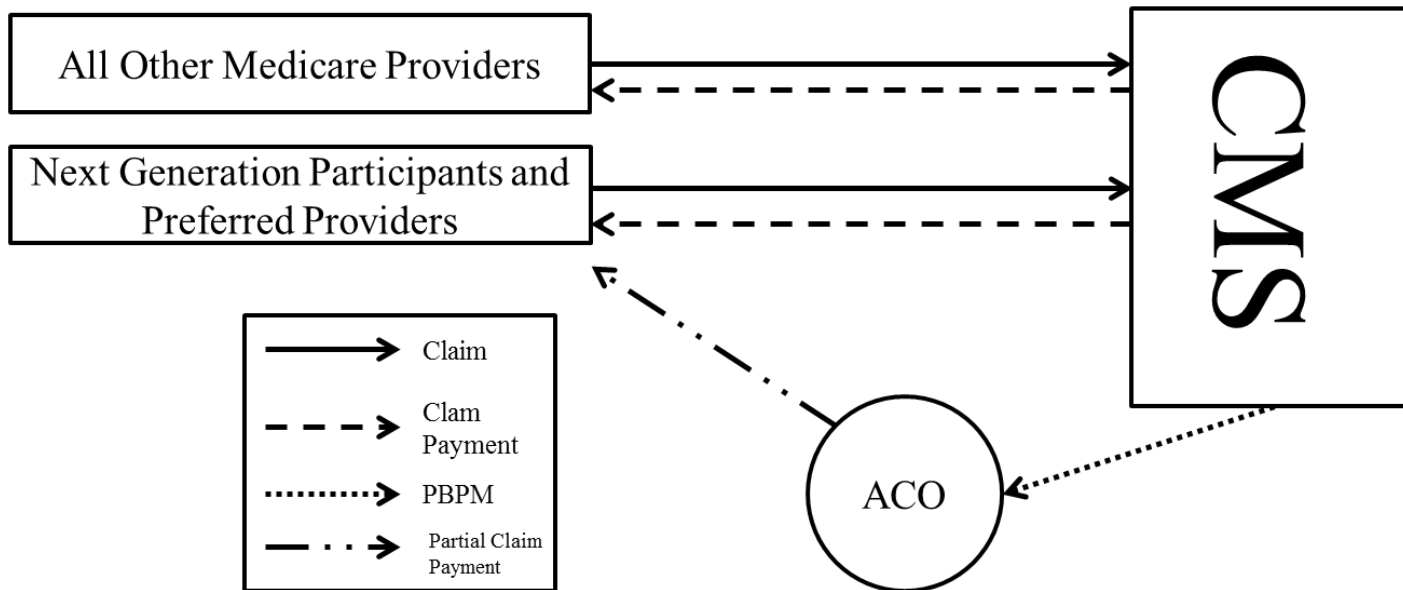 All Other Medicare Providers
CMS
Next Generation Participants and
Preferred Providers
Claim
Clam
Payment
PBPM
Partial Claim
Payment
ACO